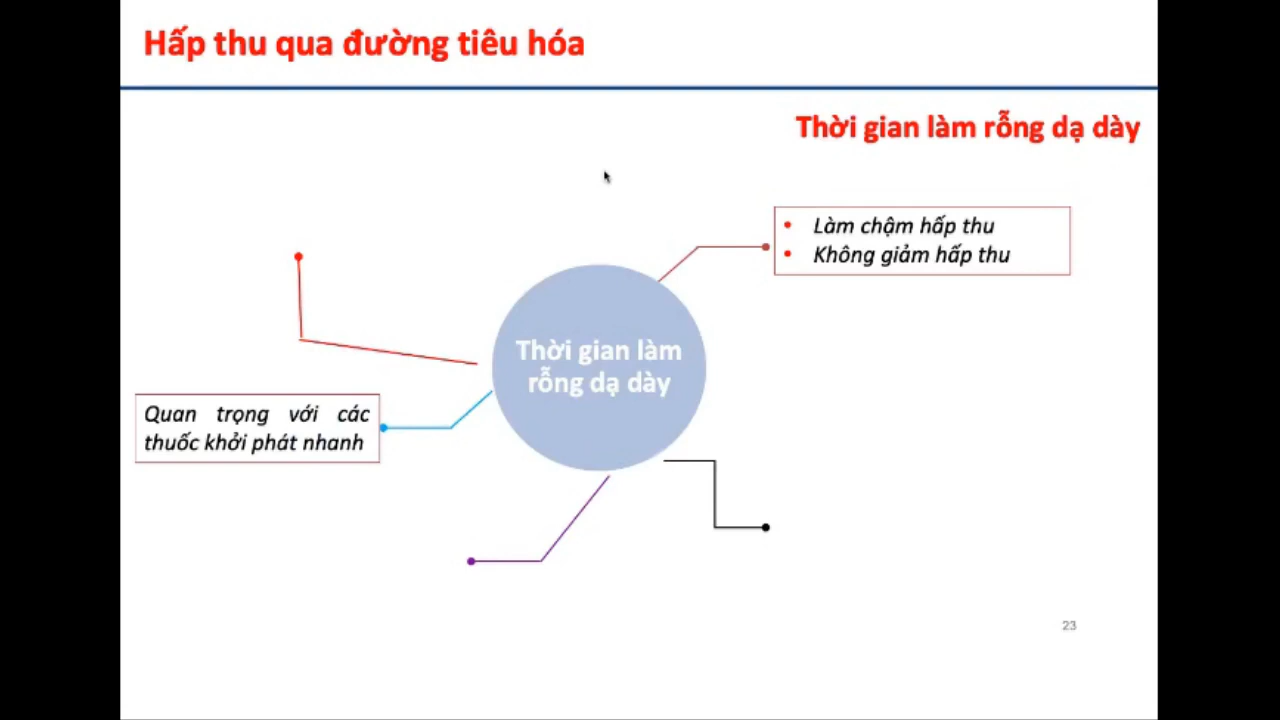 Hấp thu qua đường tiêu hóa
Thời gian làm rỗng dạ dày
• Làm chậm hấp thu
• Không giảm hấp thu
Thời gian làm
rỗng dạ dày
Quan trọng với các
thuốc khởi phát nhanh
23